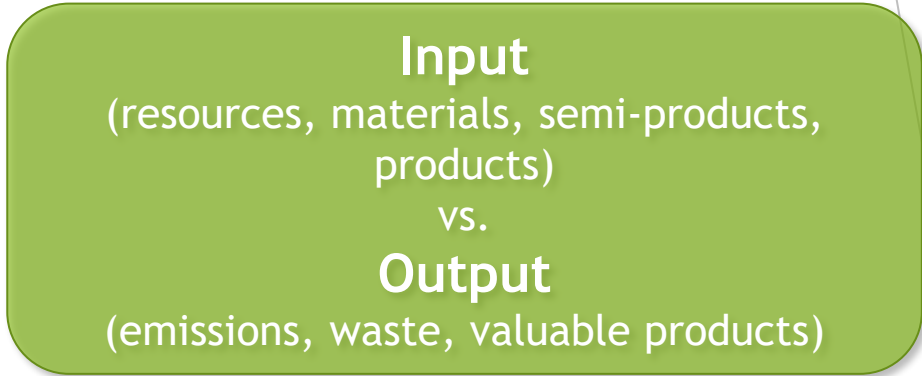 Input
(resources, materials, semi-products,
products)
vs.
Output
(emissions, waste, valuable products)